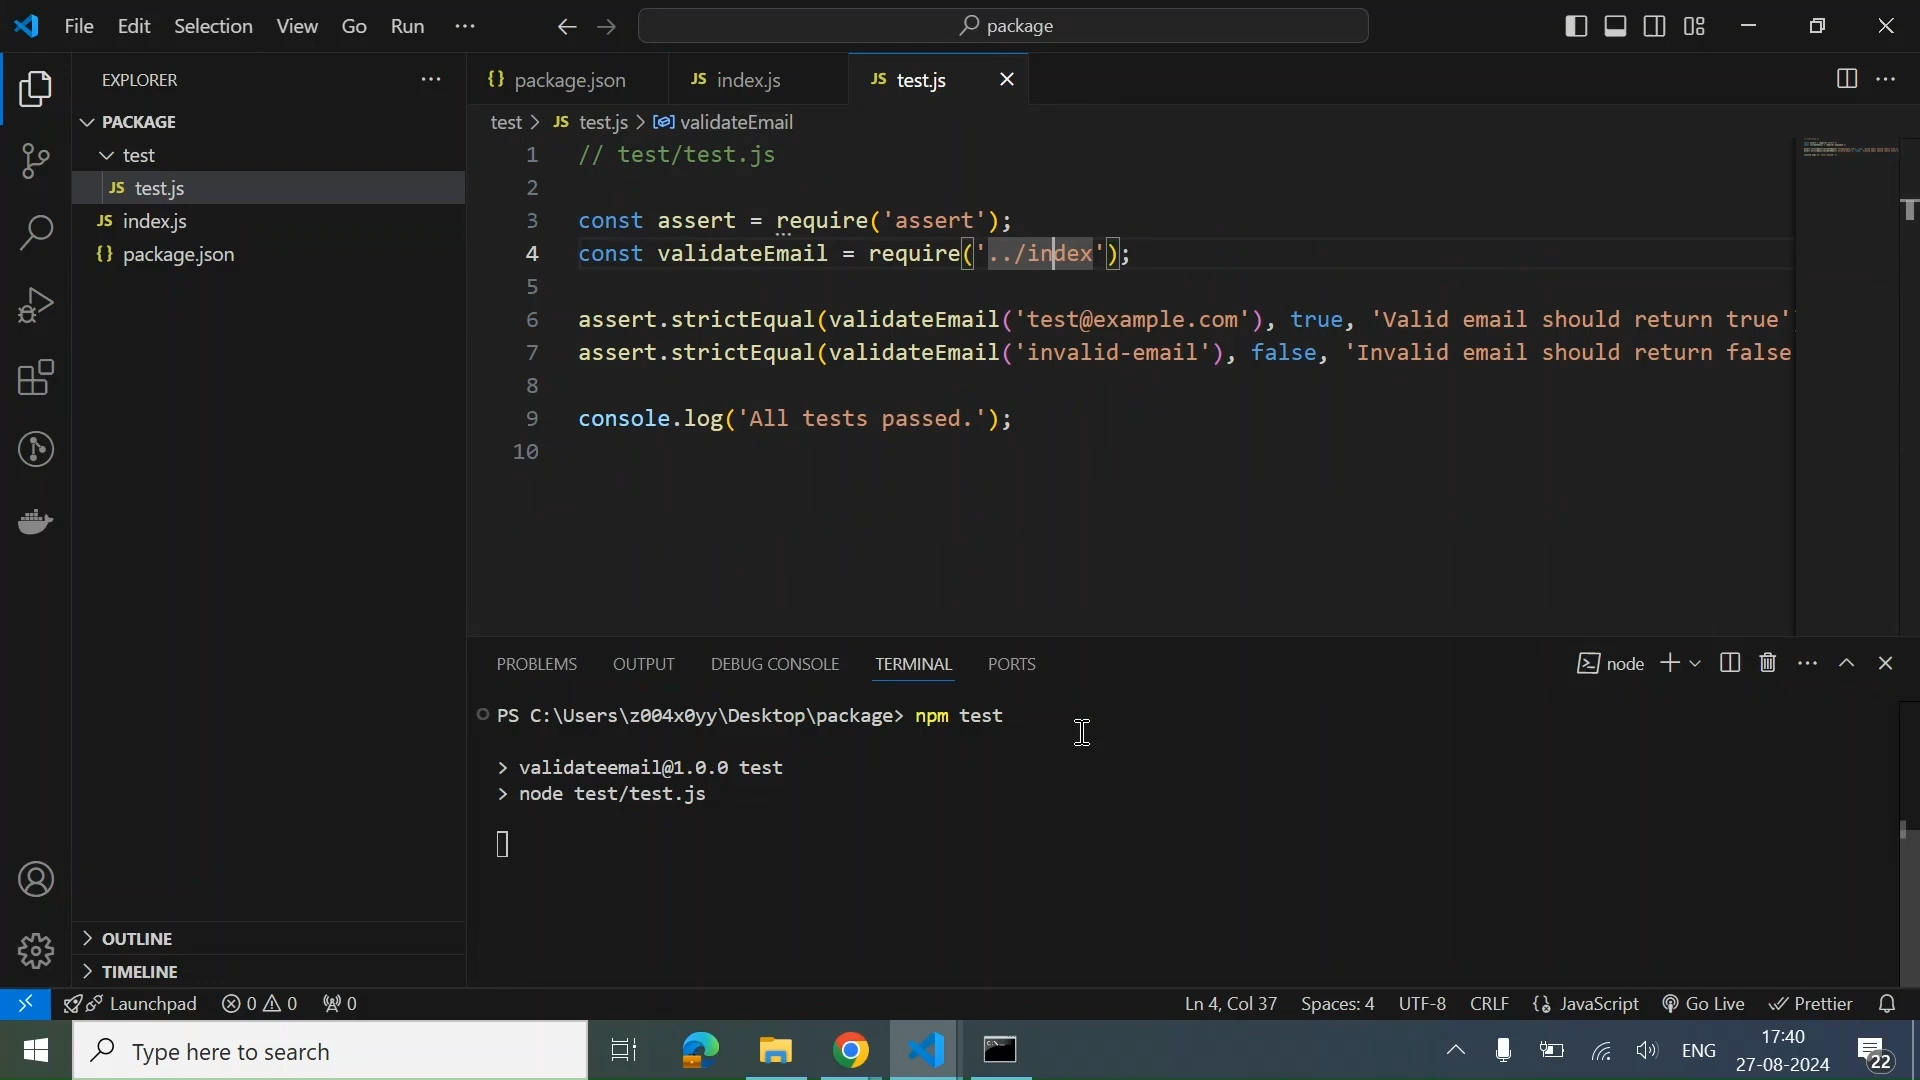 File Edit Selection View Go Run ···
package
EXPLORER
PACKAGE
test
JS test.js
JS index.js
{} package.json
OUTLINE
TIMELINE
{} package.json JS index.js JS test.js
test > JS test.js > validateEmail
1 // test/test.js
2
3 const assert = require('assert');
4 const validateEmail = require('../index');
5
6 assert.strictEqual(validateEmail('test@example.com'), true, 'Valid email should return true'
7 assert.strictEqual(validateEmail('invalid-email'), false, 'Invalid email should return false
8
9 console.log('All tests passed.');
10
PROBLEMS OUTPUT DEBUG CONSOLE TERMINAL PORTS
node
PS C:\Users\z004x0yy\Desktop\package> npm test
> validateemail@1.0.0 test
> node test/test.js
Launchpad 0 0 0
Ln 4, Col 37 Spaces: 4 UTF-8 CRLF {} JavaScript Go Live Prettier
Type here to search
ENG
17:40
27-08-2024
22